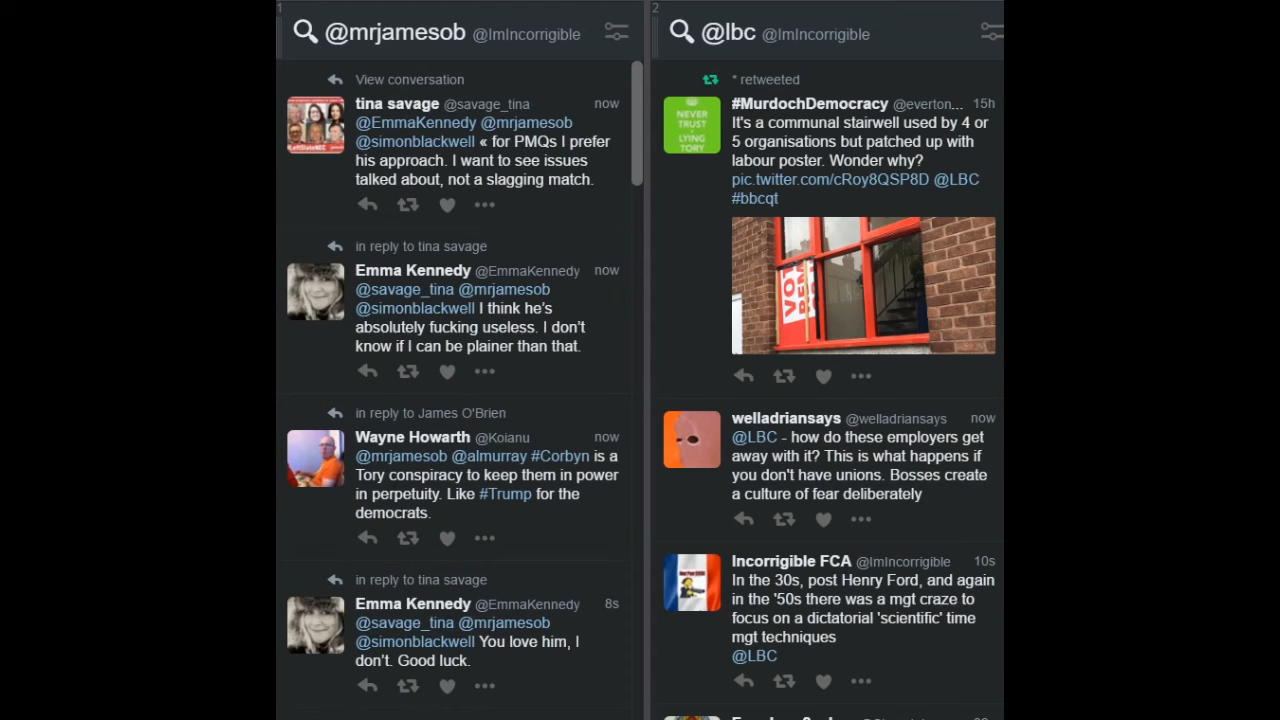 1
@mrjamesob @ImIncorrigible
View conversation
tina savage @savage_tina now
@EmmaKennedy @mrjamesob
@simonblackwell « for PMQs I prefer
his approach. I want to see issues
talked about, not a slagging match.
in reply to tina savage
Emma Kennedy @EmmaKennedy now
@savage_tina @mrjamesob
@simonblackwell I think he's
absolutely fucking useless. I don't
know if I can be plainer than that.
in reply to James O'Brien
Wayne Howarth @Koianu now
@mrjamesob @almurray #Corbyn is a
Tory conspiracy to keep them in power
in perpetuity. Like #Trump for the
democrats.
in reply to tina savage
Emma Kennedy @EmmaKennedy 8s
@savage_tina @mrjamesob
@simonblackwell You love him, I
don't. Good luck.
2
@lbc @ImIncorrigible
* retweeted
#MurdochDemocracy @everton... 15h
NEVER
TRUST
LYING
TORY
It's a communal stairwell used by 4 or
5 organisations but patched up with
labour poster. Wonder why?
pic.twitter.com/cRoy8QSP8D @LBC
#bbcqt
welladriansays @welladriansays now
@LBC - how do these employers get
away with it? This is what happens if
you don't have unions. Bosses create
a culture of fear deliberately
Incorrigible FCA @ImIncorrigible 10s
In the 30s, post Henry Ford, and again
in the '50s there was a mgt craze to
focus on a dictatorial 'scientific' time
mgt techniques
@LBC